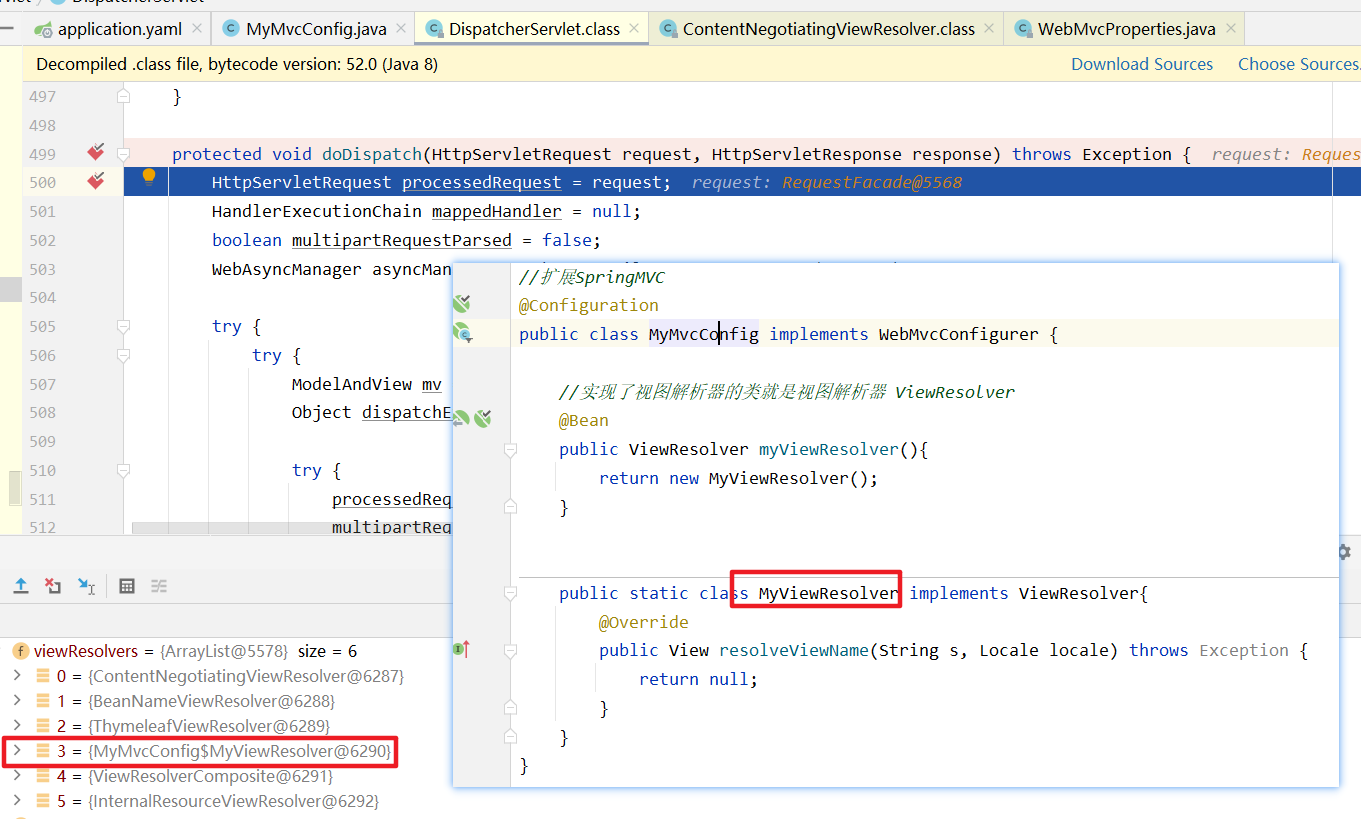 application.yaml
MyMvcConfig.java
DispatcherServlet.class
ContentNegotiatingViewResolver.class
WebMvcProperties.java
Decompiled .class file, bytecode version: 52.0 (Java 8)
Download Sources
Choose Sources.
497 }
498
499 protected void doDispatch(HttpServletRequest request, HttpServletResponse response) throws Exception { request: Reques
500 HttpServletRequest processedRequest = request; request: RequestFacade@5568
501 HandlerExecutionChain mappedHandler = null;
502 boolean multipartRequestParsed = false;
503 WebAsyncManager asyncMan
504
505 try {
506 try {
507 ModelAndView mv
508 Object dispatchE
509
510 try {
511 processedReq
512 multipartReq
//扩展SpringMVC
@Configuration
public class MyMvcConfig implements WebMvcConfigurer {
//实现了视图解析器的类就是视图解析器 ViewResolver
@Bean
public ViewResolver myViewResolver(){
return new MyViewResolver();
}
public static class MyViewResolver implements ViewResolver{
@Override
public View resolveViewName(String s, Locale locale) throws Exception {
return null;
}
}
}
viewResolvers = {ArrayList@5578} size = 6
0 = {ContentNegotiatingViewResolver@6287}
1 = {BeanNameViewResolver@6288}
2 = {ThymeleafViewResolver@6289}
3 = {MyMvcConfig$MyViewResolver@6290}
4 = {ViewResolverComposite@6291}
5 = {InternalResourceViewResolver@6292}